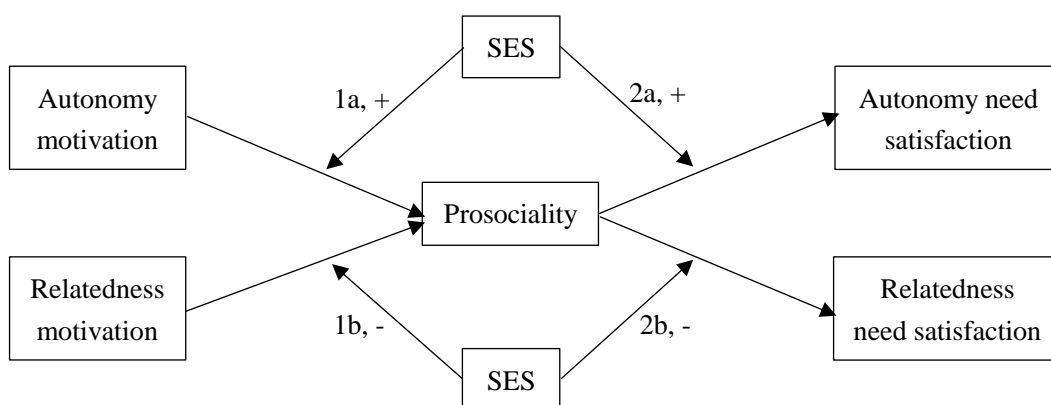 SES
Autonomy
motivation
1a, +
2a, +
Autonomy need
satisfaction
Prosociality
Relatedness
motivation
1b, -
2b, -
Relatedness
need satisfaction
SES